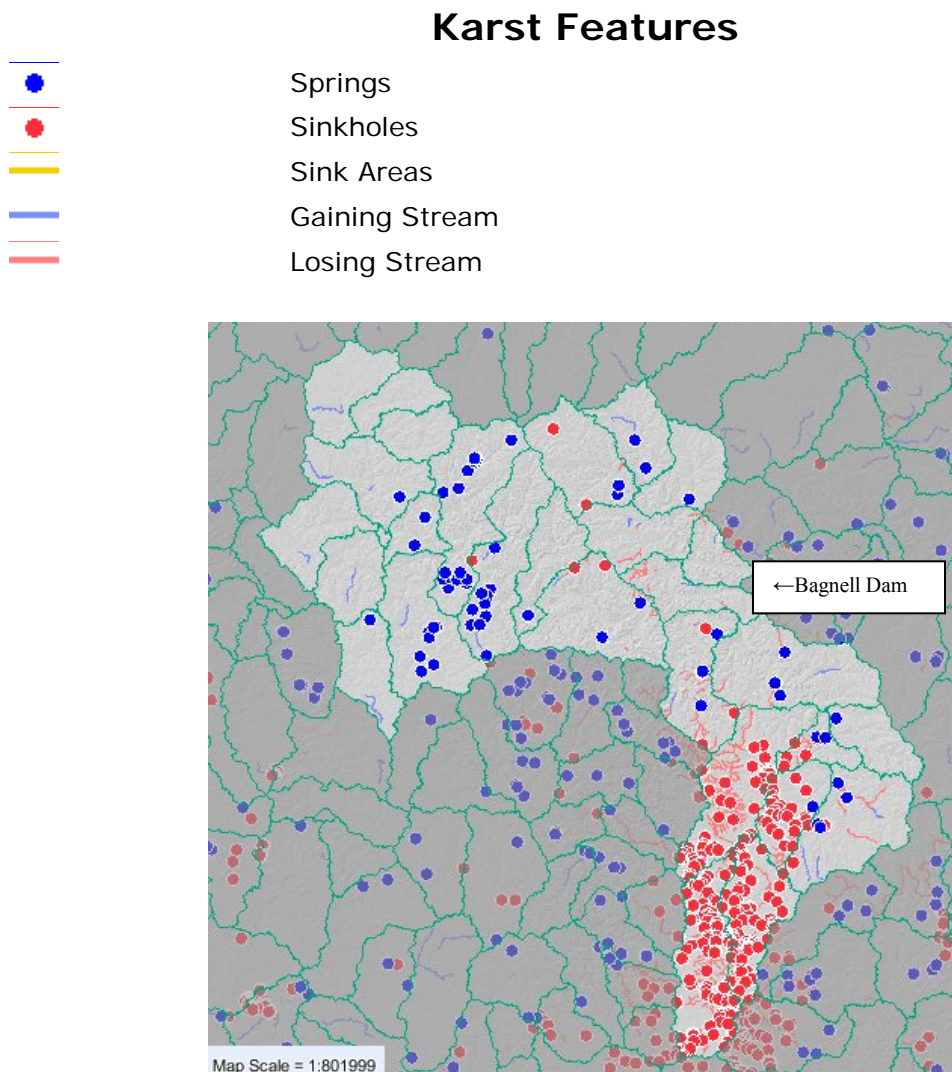 Karst Features
Springs
Sinkholes
Sink Areas
Gaining Stream
Losing Stream
←Bagnell Dam
Map Scale = 1:801999